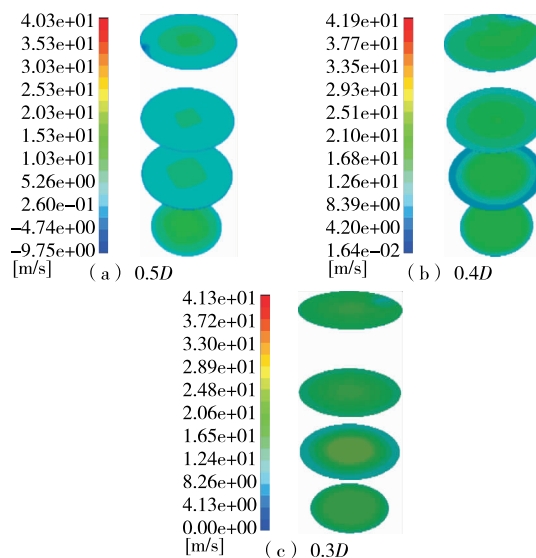 4.03e+01
3.53e+01
3.03e+01
2.53e+01
2.03e+01
1.53e+01
1.03e+01
5.26e+00
2.60e-01
−4.74e+00
−9.75e+00
[m/s]
(a) 0.5D
4.19e+01
3.77e+01
3.35e+01
2.93e+01
2.51e+01
2.10e+01
1.68e+01
1.26e+01
8.39e+00
4.20e+00
1.64e-02
[m/s]
(b) 0.4D
4.13e+01
3.72e+01
3.30e+01
2.89e+01
2.48e+01
2.06e+01
1.65e+01
1.24e+01
8.26e+00
4.13e+00
0.00e+00
[m/s]
(c) 0.3D